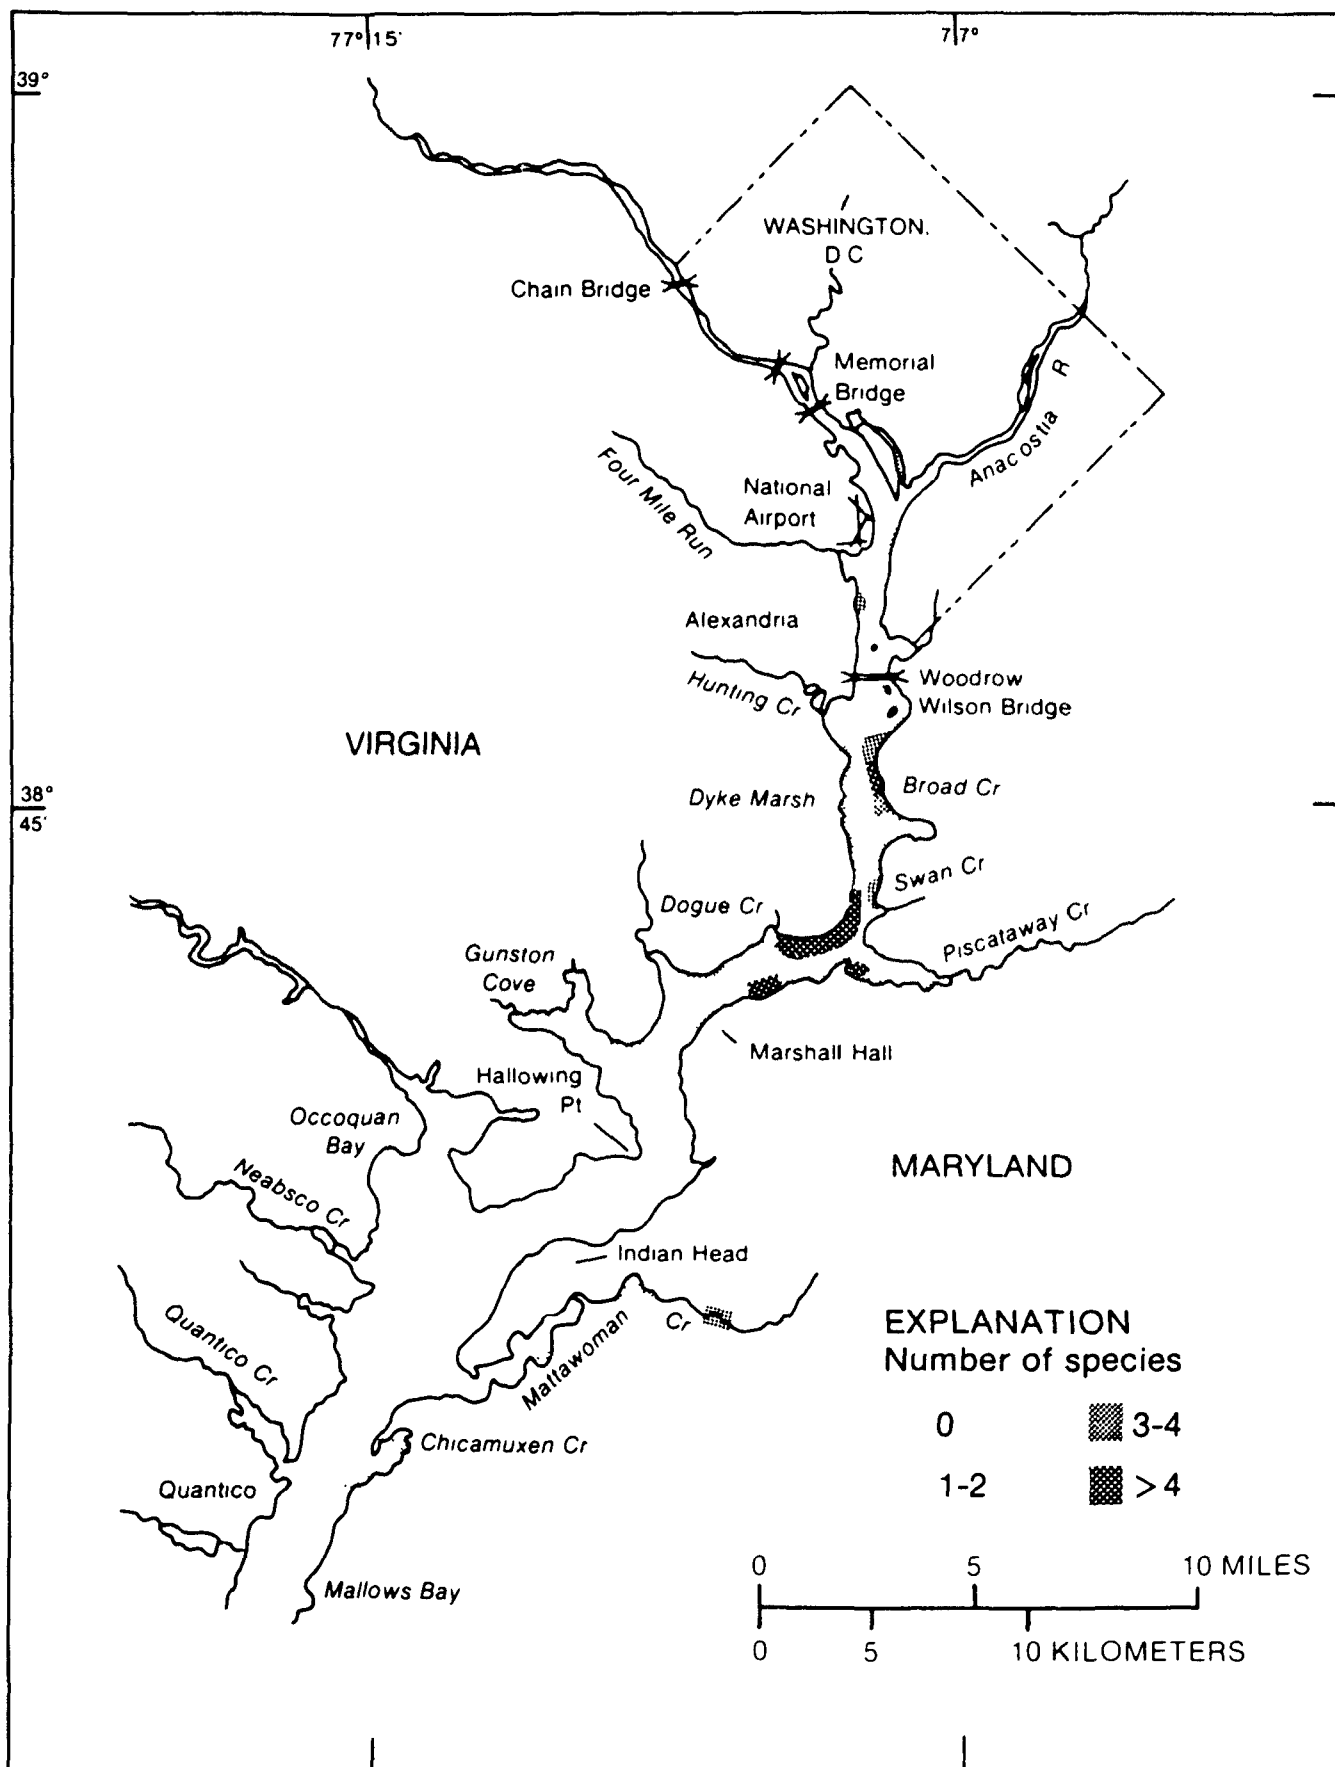 77° 15'
77°
39°
WASHINGTON.
D C
Chain Bridge
Memorial
Bridge
R
Anacostia
Four Mile Run
National
Airport
Alexandria
Hunting Cr
Woodrow
Wilson Bridge
VIRGINIA
Dyke Marsh
Broad Cr
38°
45'
Swan Cr
Dogue Cr
Piscataway Cr
Gunston
Cove
Marshall Hall
Hallowing
Pt
Occoquan
Bay
Neabsco Cr
MARYLAND
Indian Head
Mattawoman Cr
Quantico Cr
Chicamuxen Cr
Quantico
Mallows Bay
EXPLANATION
Number of species
0
3-4
1-2
>4
0 5 10 MILES
0 5 10 KILOMETERS